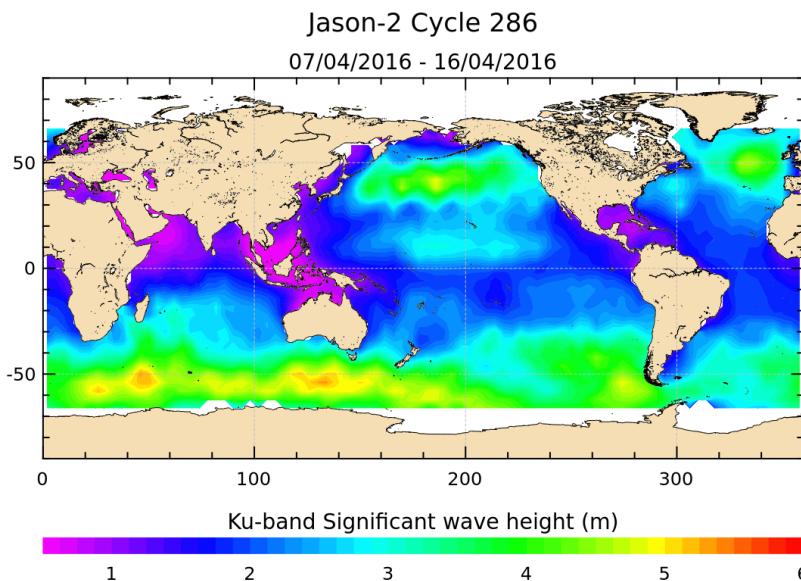 Jason-2 Cycle 286
07/04/2016 - 16/04/2016
50
0
-50
0 100 200 300
Ku-band Significant wave height (m)
1 2 3 4 5 6